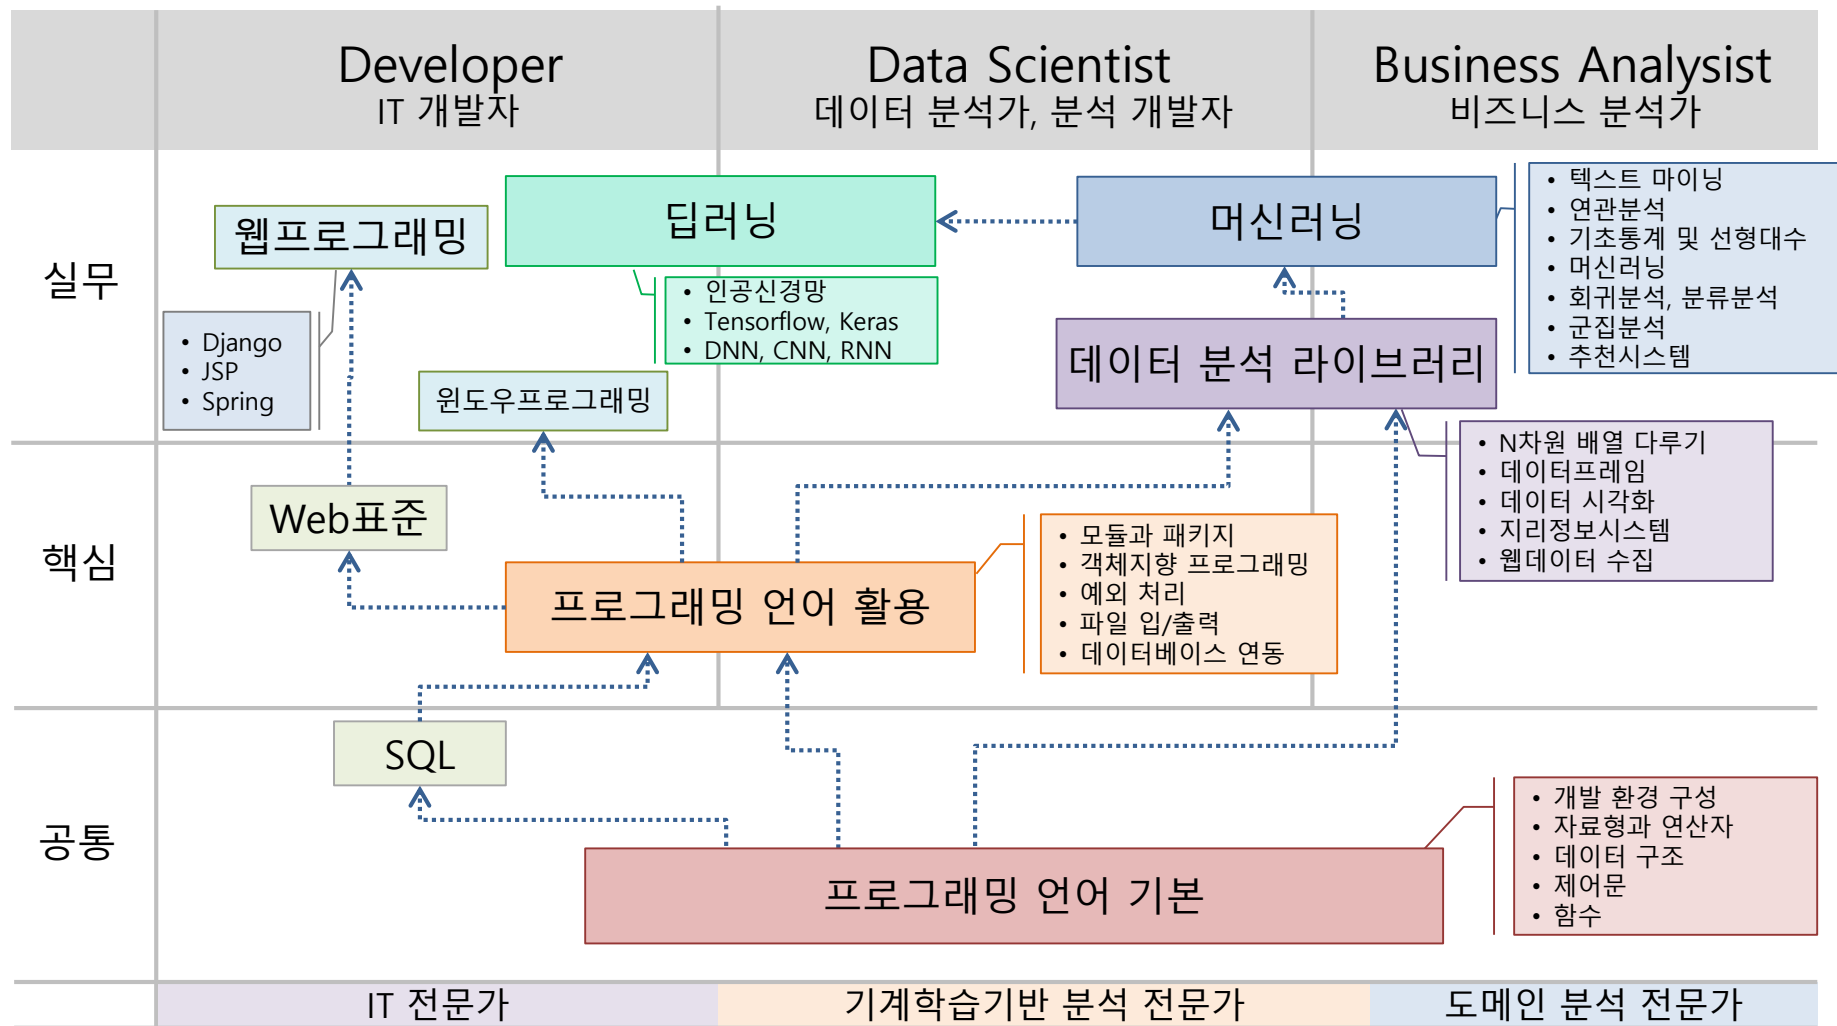 Developer
IT 개발자
Data Scientist
데이터 분석가, 분석 개발자
Business Analysist
비즈니스 분석가
실무
웹프로그래밍
• Django
• JSP
• Spring
딥러닝
• 인공신경망
• Tensorflow, Keras
• DNN, CNN, RNN
윈도우프로그래밍
머신러닝
• 텍스트 마이닝
• 연관분석
• 기초통계 및 선형대수
• 머신러닝
• 회귀분석, 분류분석
• 군집분석
• 추천시스템
데이터 분석 라이브러리
• N차원 배열 다루기
• 데이터프레임
• 데이터 시각화
• 지리정보시스템
• 웹데이터 수집
핵심
Web표준
프로그래밍 언어 활용
• 모듈과 패키지
• 객체지향 프로그래밍
• 예외 처리
• 파일 입/출력
• 데이터베이스 연동
공통
SQL
프로그래밍 언어 기본
• 개발 환경 구성
• 자료형과 연산자
• 데이터 구조
• 제어문
• 함수
IT 전문가
기계학습기반 분석 전문가
도메인 분석 전문가